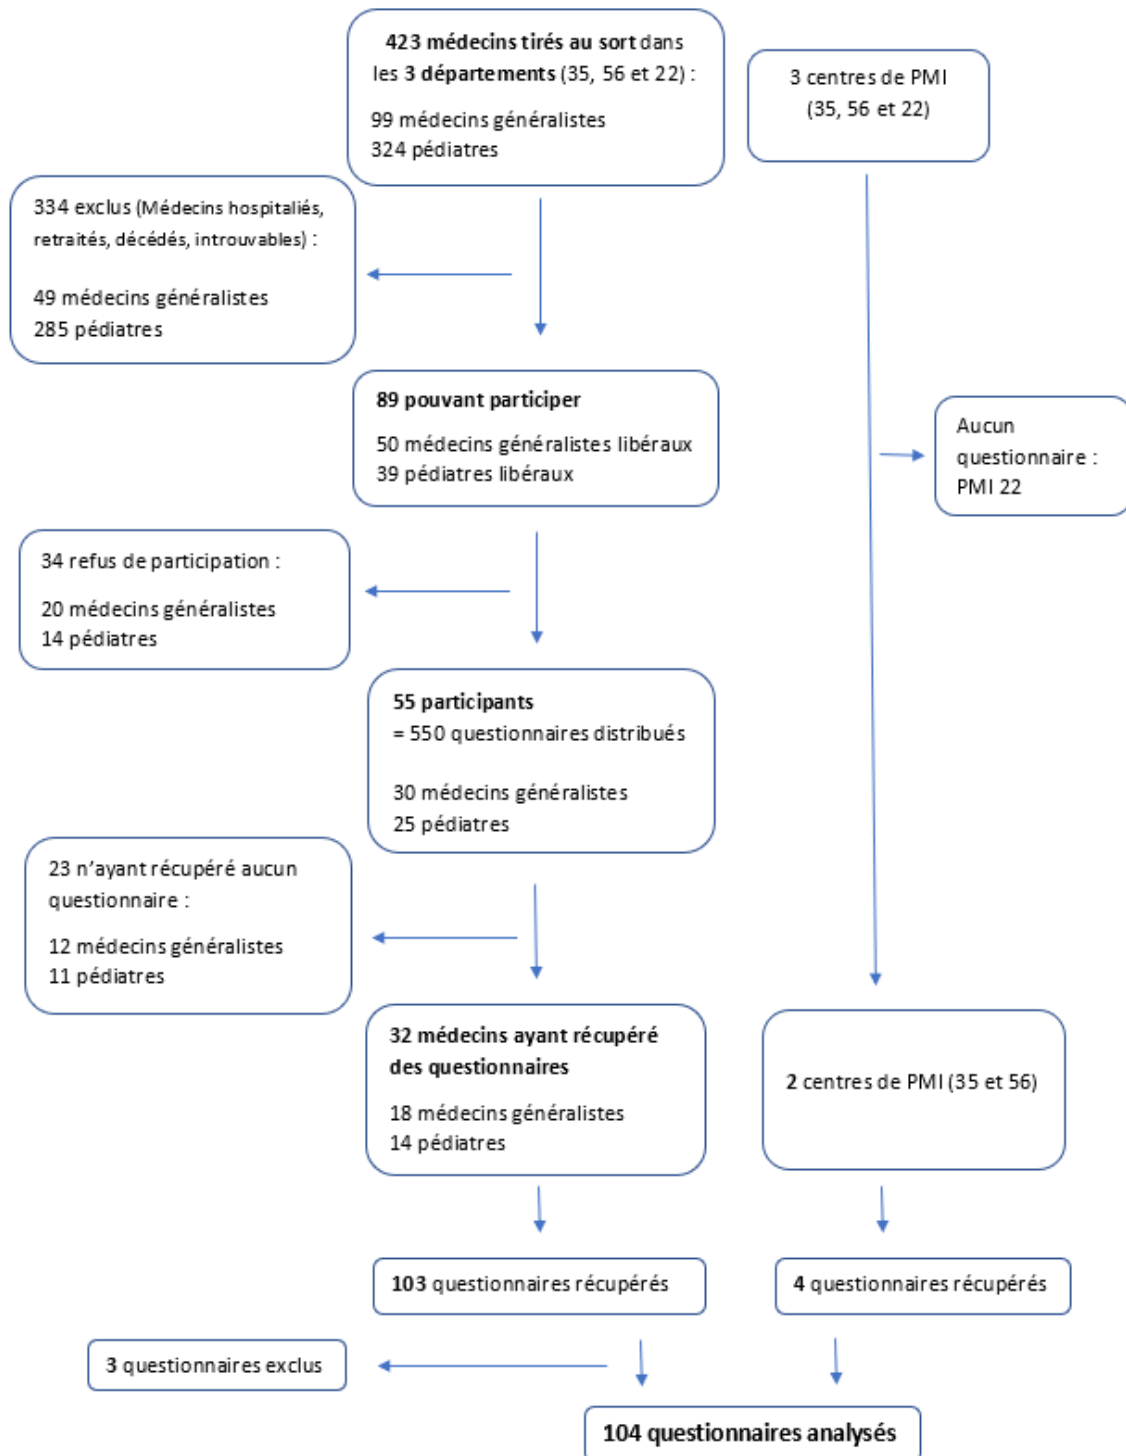 423 médecins tirés au sort dans
les 3 départements (35, 56 et 22) :
99 médecins généralistes
324 pédiatres
3 centres de PMI
(35, 56 et 22)
334 exclus (Médecins hospitaliés,
retraités, décédés, introuvables) :
49 médecins généralistes
285 pédiatres
89 pouvant participer
50 médecins généralistes libéraux
39 pédiatres libéraux
Aucun
questionnaire :
PMI 22
34 refus de participation :
20 médecins généralistes
14 pédiatres
55 participants
= 550 questionnaires distribués
30 médecins généralistes
25 pédiatres
23 n'ayant récupéré aucun
questionnaire :
12 médecins généralistes
11 pédiatres
32 médecins ayant récupéré
des questionnaires
18 médecins généralistes
14 pédiatres
2 centres de PMI (35 et 56)
103 questionnaires récupérés
4 questionnaires récupérés
3 questionnaires exclus
104 questionnaires analysés